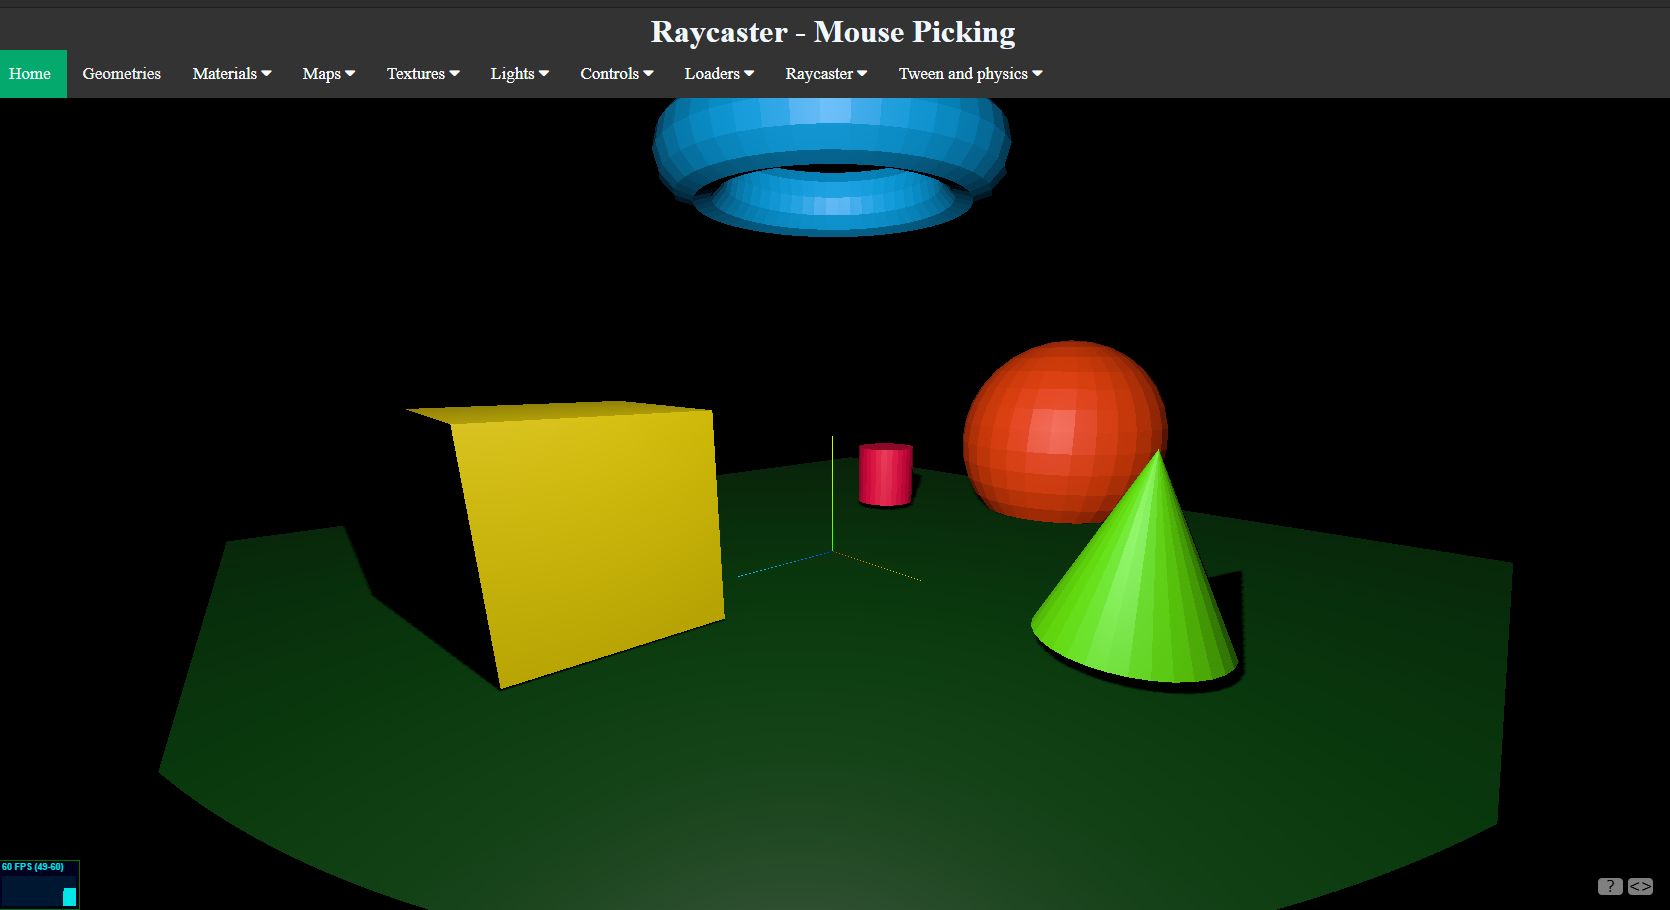 Raycaster - Mouse Picking
Home Geometries Materials Maps Textures Lights Controls Loaders Raycaster Tween and physics
60 FPS (49-60)
? <>